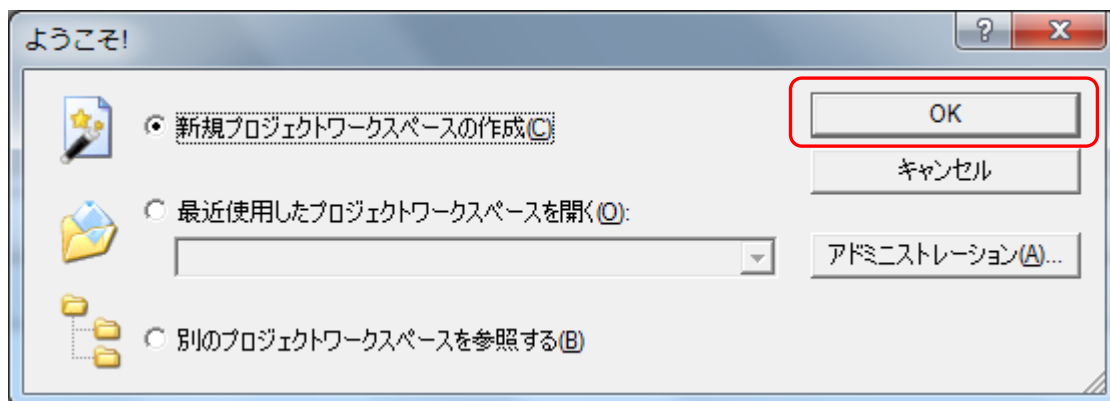 ようこそ!
新規プロジェクトワークスペースの作成(C)
OK
キャンセル
最近使用したプロジェクトワークスペースを開く(O):
アドミニストレーション(A)...
別のプロジェクトワークスペースを参照する(B)